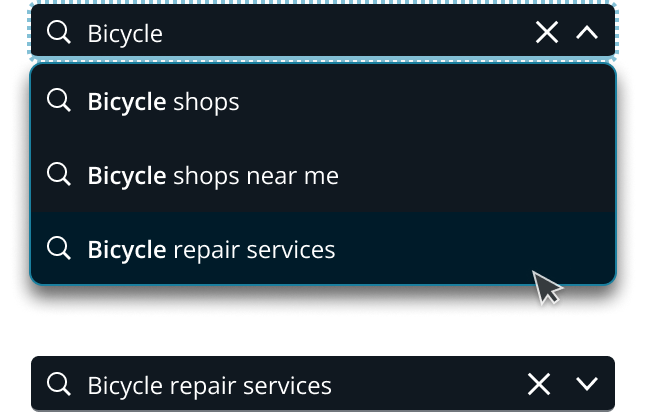 Bicycle
Bicycle shops
Bicycle shops near me
Bicycle repair services
Bicycle repair services